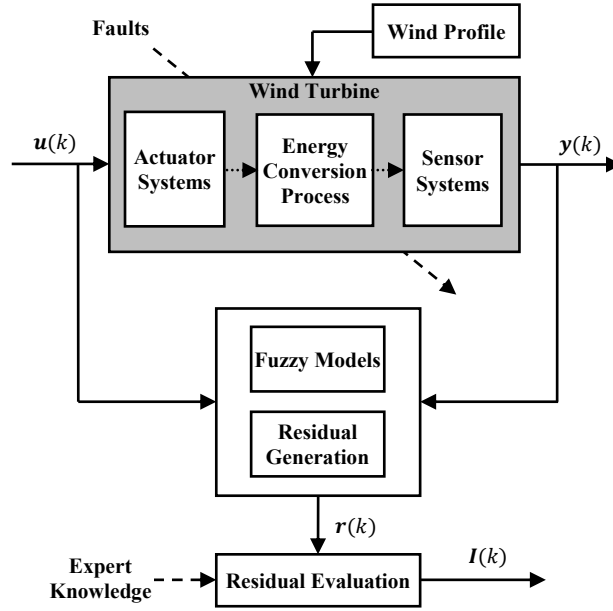 Faults
Wind Profile
Wind Turbine
u(k)
Actuator
Systems
Energy
Conversion
Process
Sensor
Systems
y(k)
Fuzzy Models
Residual
Generation
r(k)
Expert
Knowledge
Residual Evaluation
I(k)